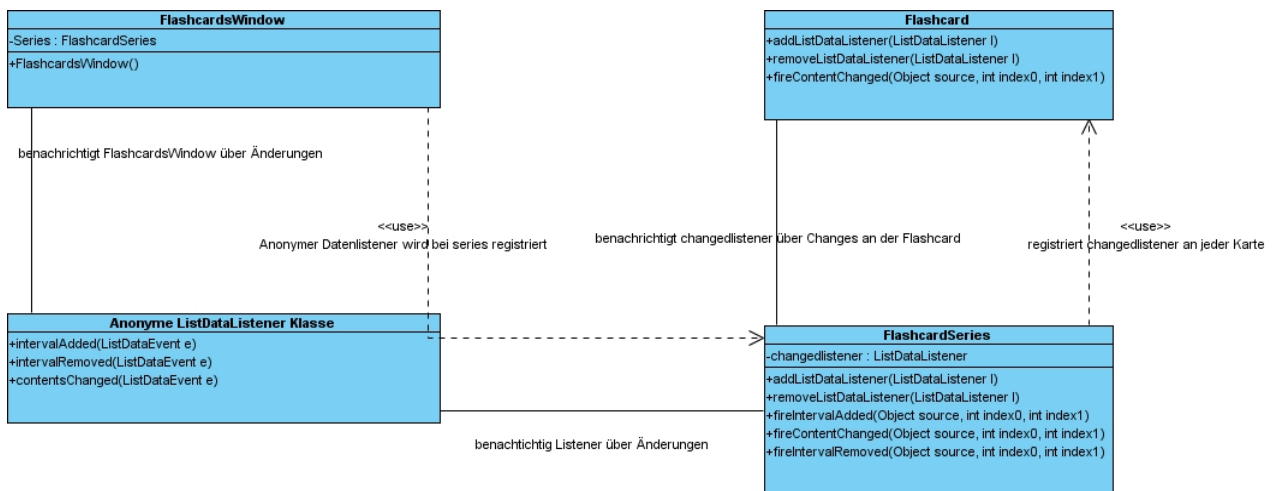 FlashcardsWindow
-Series : FlashcardSeries
+FlashcardsWindow()
Flashcard
+addListDataListener(ListDataListener l)
+removeListDataListener(ListDataListener l)
+fireContentChanged(Object source, int index0, int index1)
benachrichtigt FlashcardsWindow über Änderungen
<<use>>
Anonymer Datenlistener wird bei series registriert
benachrichtigt changedlistener über Changes an der Flashcard
<<use>>
registriert changedlistener an jeder Karte
Anonyme ListDataListener Klasse
+intervalAdded(ListDataEvent e)
+intervalRemoved(ListDataEvent e)
+contentsChanged(ListDataEvent e)
FlashcardSeries
-changedlistener : ListDataListener
+addListDataListener(ListDataListener l)
+removeListDataListener(ListDataListener l)
+fireIntervalAdded(Object source, int index0, int index1)
+fireContentChanged(Object source, int index0, int index1)
+fireIntervalRemoved(Object source, int index0, int index1)
benachtichtig Listener über Änderungen